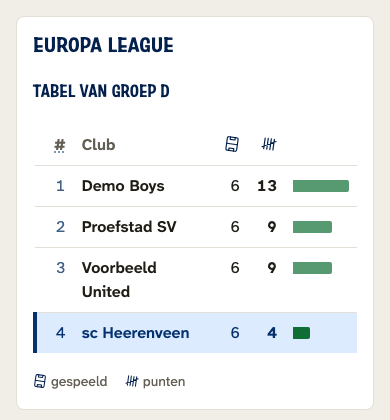 EUROPA LEAGUE
TABEL VAN GROEP D
# Club
1 Demo Boys 6 13
2 Proefstad SV 6 9
3 Voorbeeld United 6 9
4 sc Heerenveen 6 4
gespeeld punten